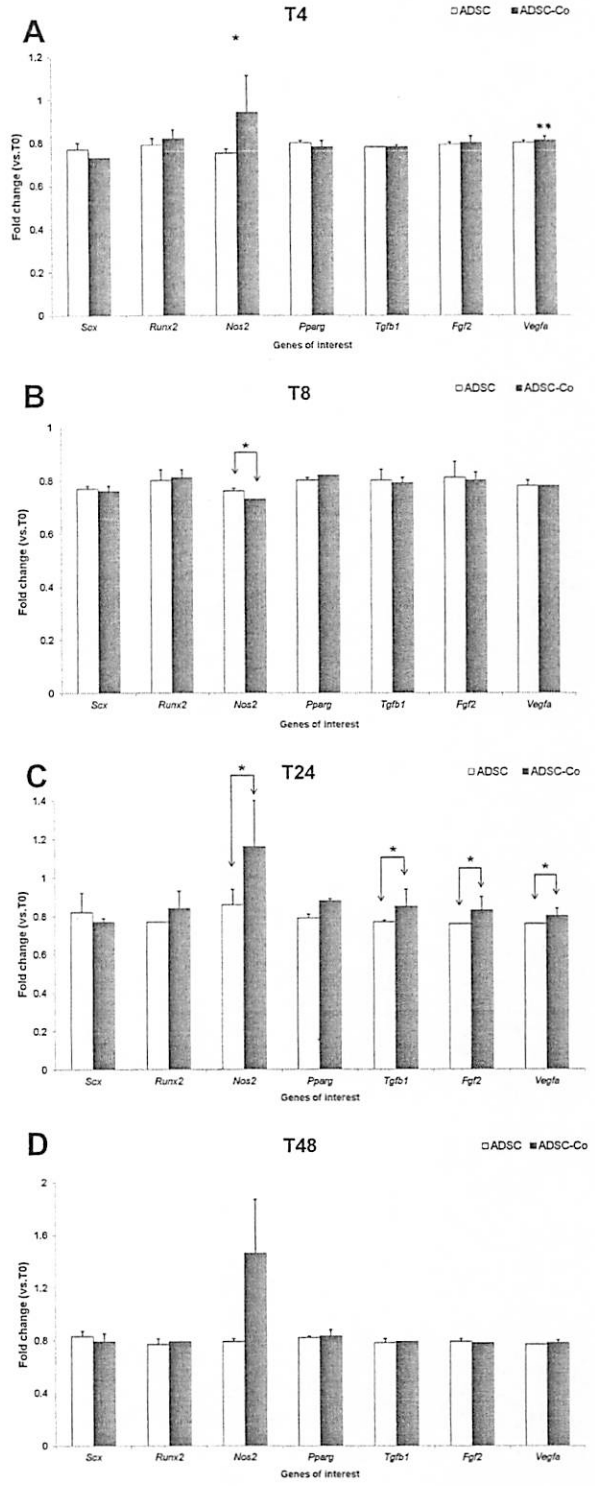 A
T4
ADSC ADSC-Co
*
**
1.2
1
0.8
0.6
0.4
0.2
0
Fold change (vs.T0)
Scx Runx2 Nos2 Pparg Tgfb1 Fgf2 Vegfa
Genes of interest
B
T8
ADSC ADSC-Co
*
1
0.8
0.6
0.4
0.2
0
Fold change (vs.T0)
Scx Runx2 Nos2 Pparg Tgfb1 Fgf2 Vegfa
Genes of interest
C
T24
ADSC ADSC-Co
* * * *
1.4
1.2
1
0.8
0.6
0.4
0.2
0
Fold change (vs.T0)
Scx Runx2 Nos2 Pparg Tgfb1 Fgf2 Vegfa
Genes of interest
D
T48
ADSC ADSC-Co
2
1.6
1.2
0.8
0.4
0
Fold change (vs.T0)
Scx Runx2 Nos2 Pparg Tgfb1 Fgf2 Vegfa
Genes of interest